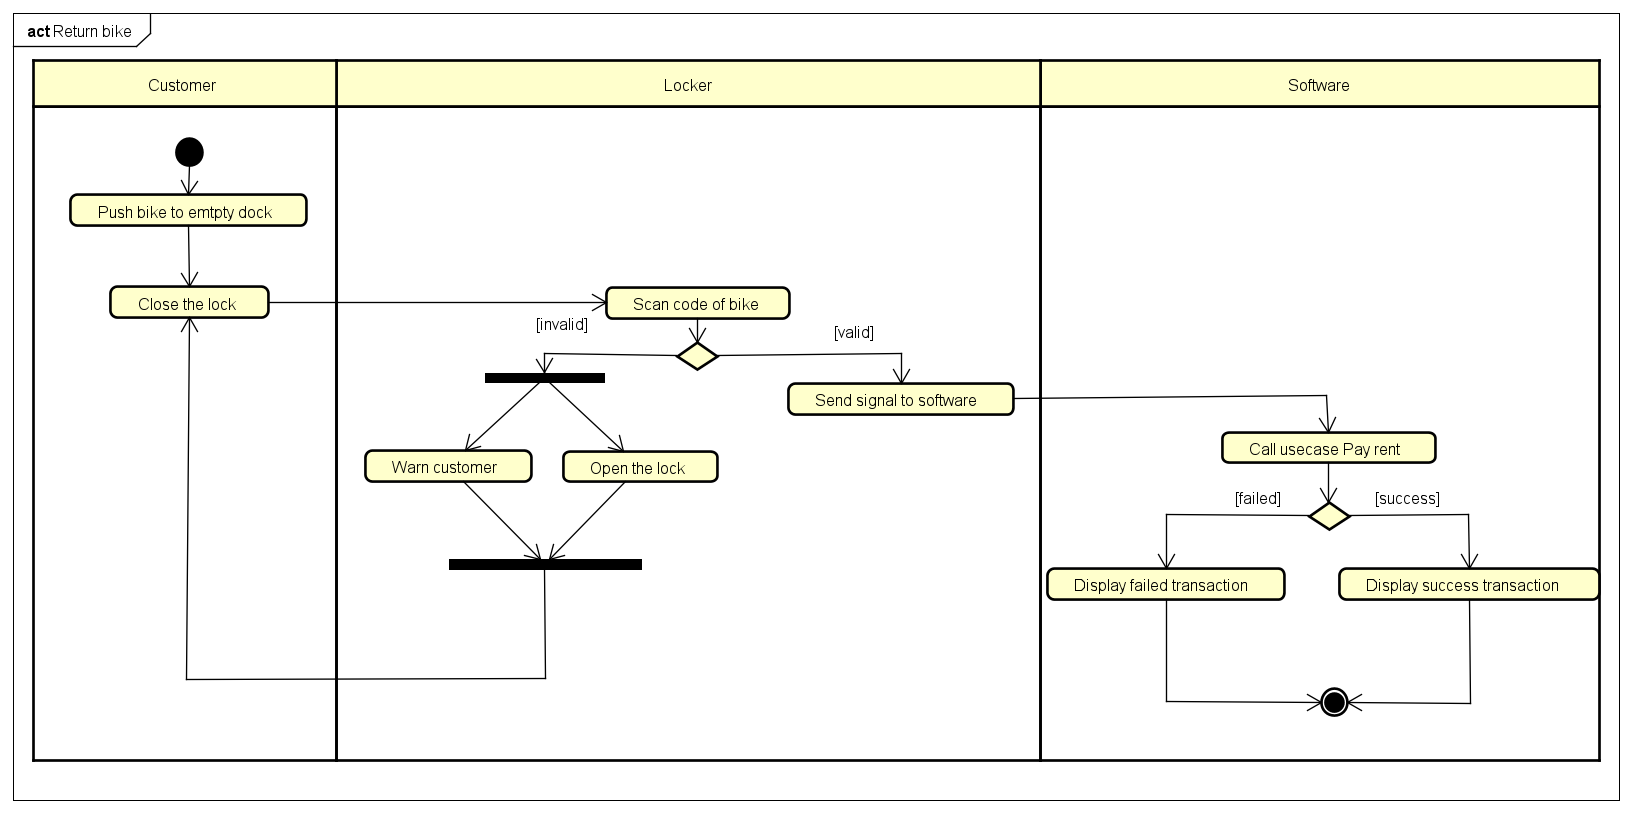 act Return bike
Customer
Locker
Software
Push bike to emtpty dock
Close the lock
Scan code of bike
[invalid]
[valid]
Send signal to software
Call usecase Pay rent
Warn customer
Open the lock
[failed]
[success]
Display failed transaction
Display success transaction